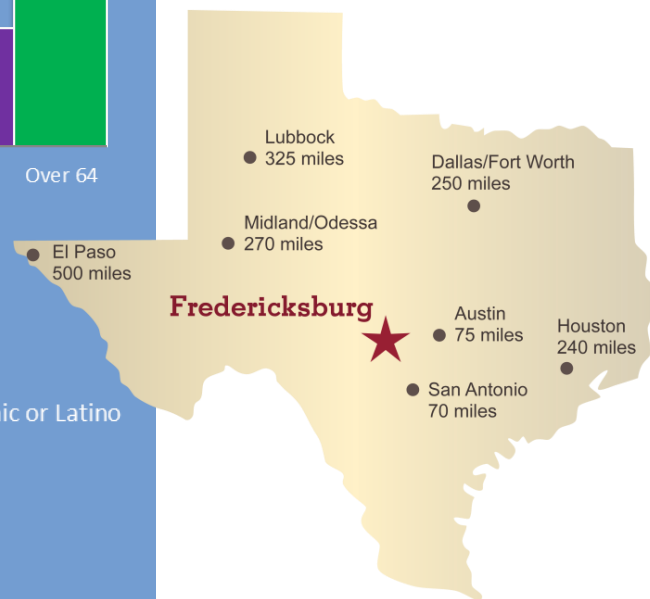 Over 64
ic or Latino
Lubbock
325 miles
Dallas/Fort Worth
250 miles
Midland/Odessa
270 miles
El Paso
500 miles
Fredericksburg
Austin
75 miles
Houston
240 miles
San Antonio
70 miles